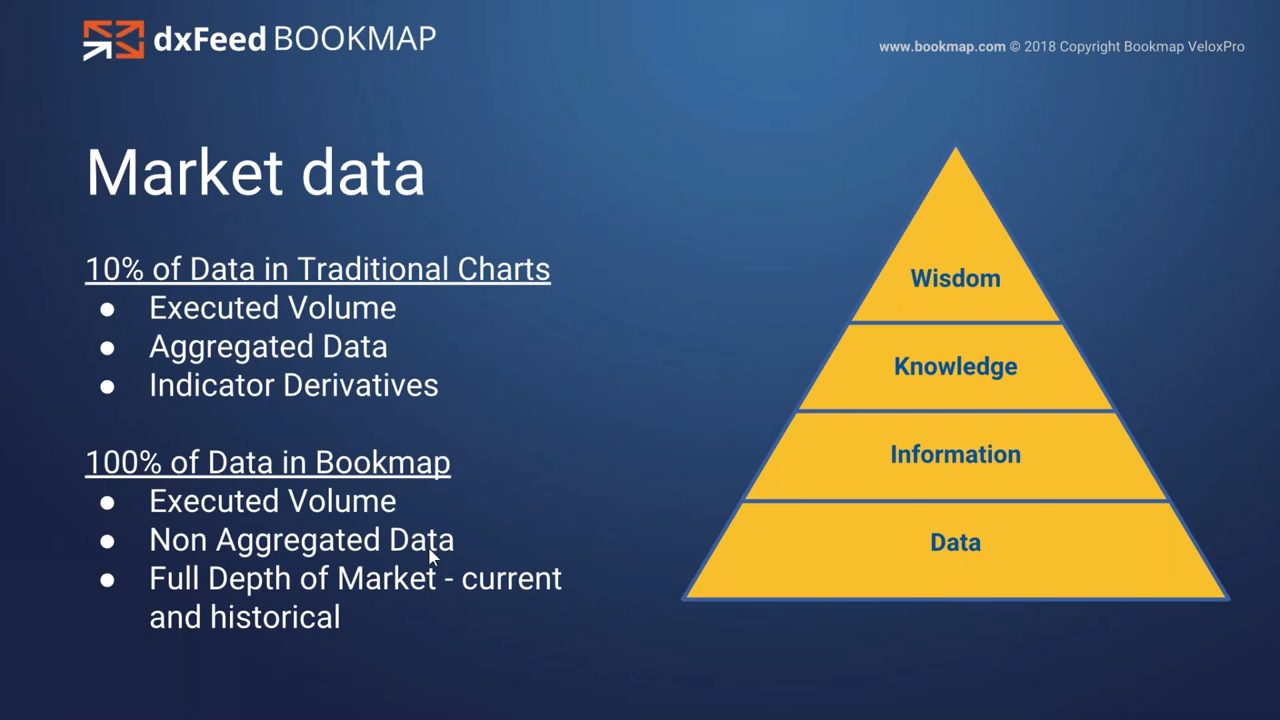 dxFeed BOOKMAP
www.bookmap.com © 2018 Copyright Bookmap VeloxPro
Market data
10% of Data in Traditional Charts
● Executed Volume
● Aggregated Data
● Indicator Derivatives
100% of Data in Bookmap
● Executed Volume
● Non Aggregated Data
● Full Depth of Market - current
and historical
Wisdom
Knowledge
Information
Data